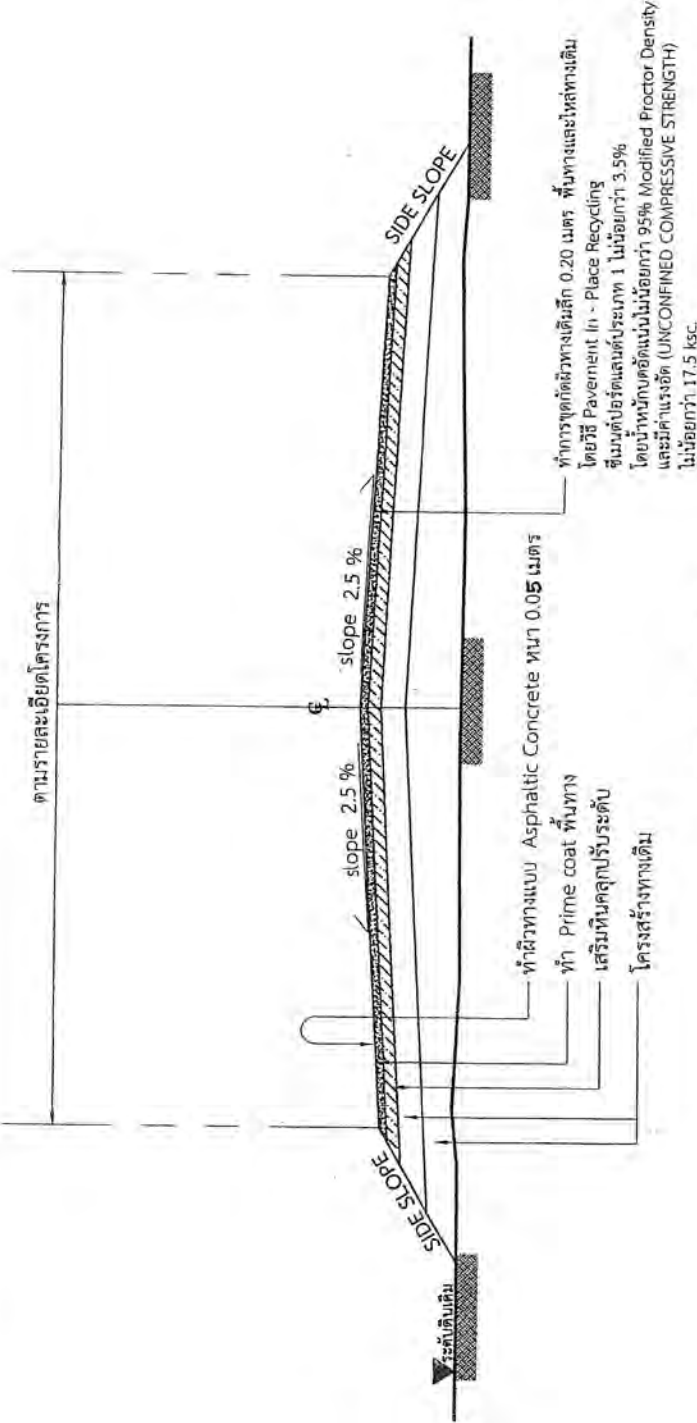 ตามรายละเอียดโครงการ
℄
slope 2.5 %
slope 2.5 %
SIDE SLOPE
SIDE SLOPE
ระดับดินเดิม
ทำผิวทางแบบ Asphaltic Concrete หนา 0.05 เมตร
ทำ Prime coat พื้นทาง
เสริมหินคลุกปรับระดับ
โครงสร้างทางเดิม
ทำการขุดกัดผิวทางเดิมลึก 0.20 เมตร พื้นทางและไหล่ทางเดิม
โดยวิธี Pavement In - Place Recycling
ซีเมนต์ปอร์ตแลนด์ประเภท 1 ไม่น้อยกว่า 3.5%
โดยน้ำหนักบดอัดแน่นไม่น้อยกว่า 95% Modified Proctor Density
และมีค่าแรงอัด (UNCONFINED COMPRESSIVE STRENGTH)
ไม่น้อยกว่า 17.5 ksc.